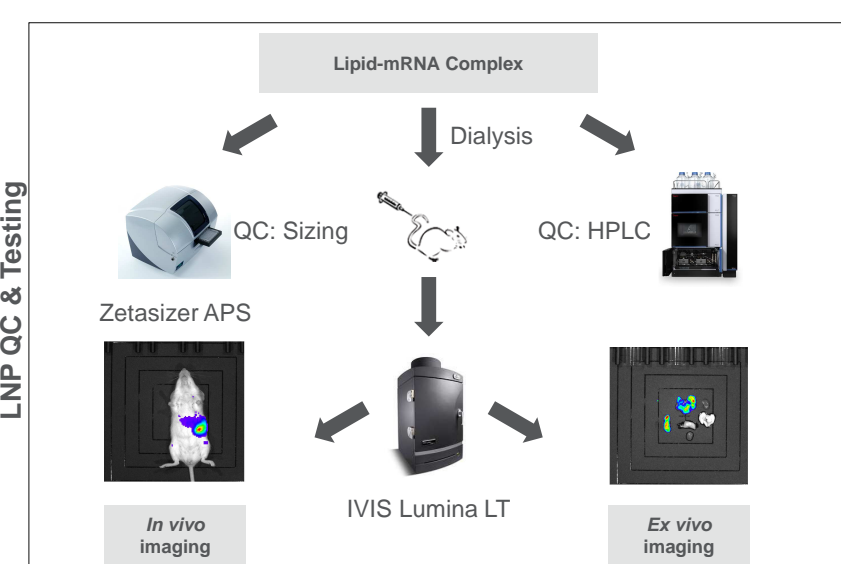 LNP QC & Testing
Lipid-mRNA Complex
Dialysis
QC: Sizing
QC: HPLC
Zetasizer APS
IVIS Lumina LT
In vivo
imaging
Ex vivo
imaging